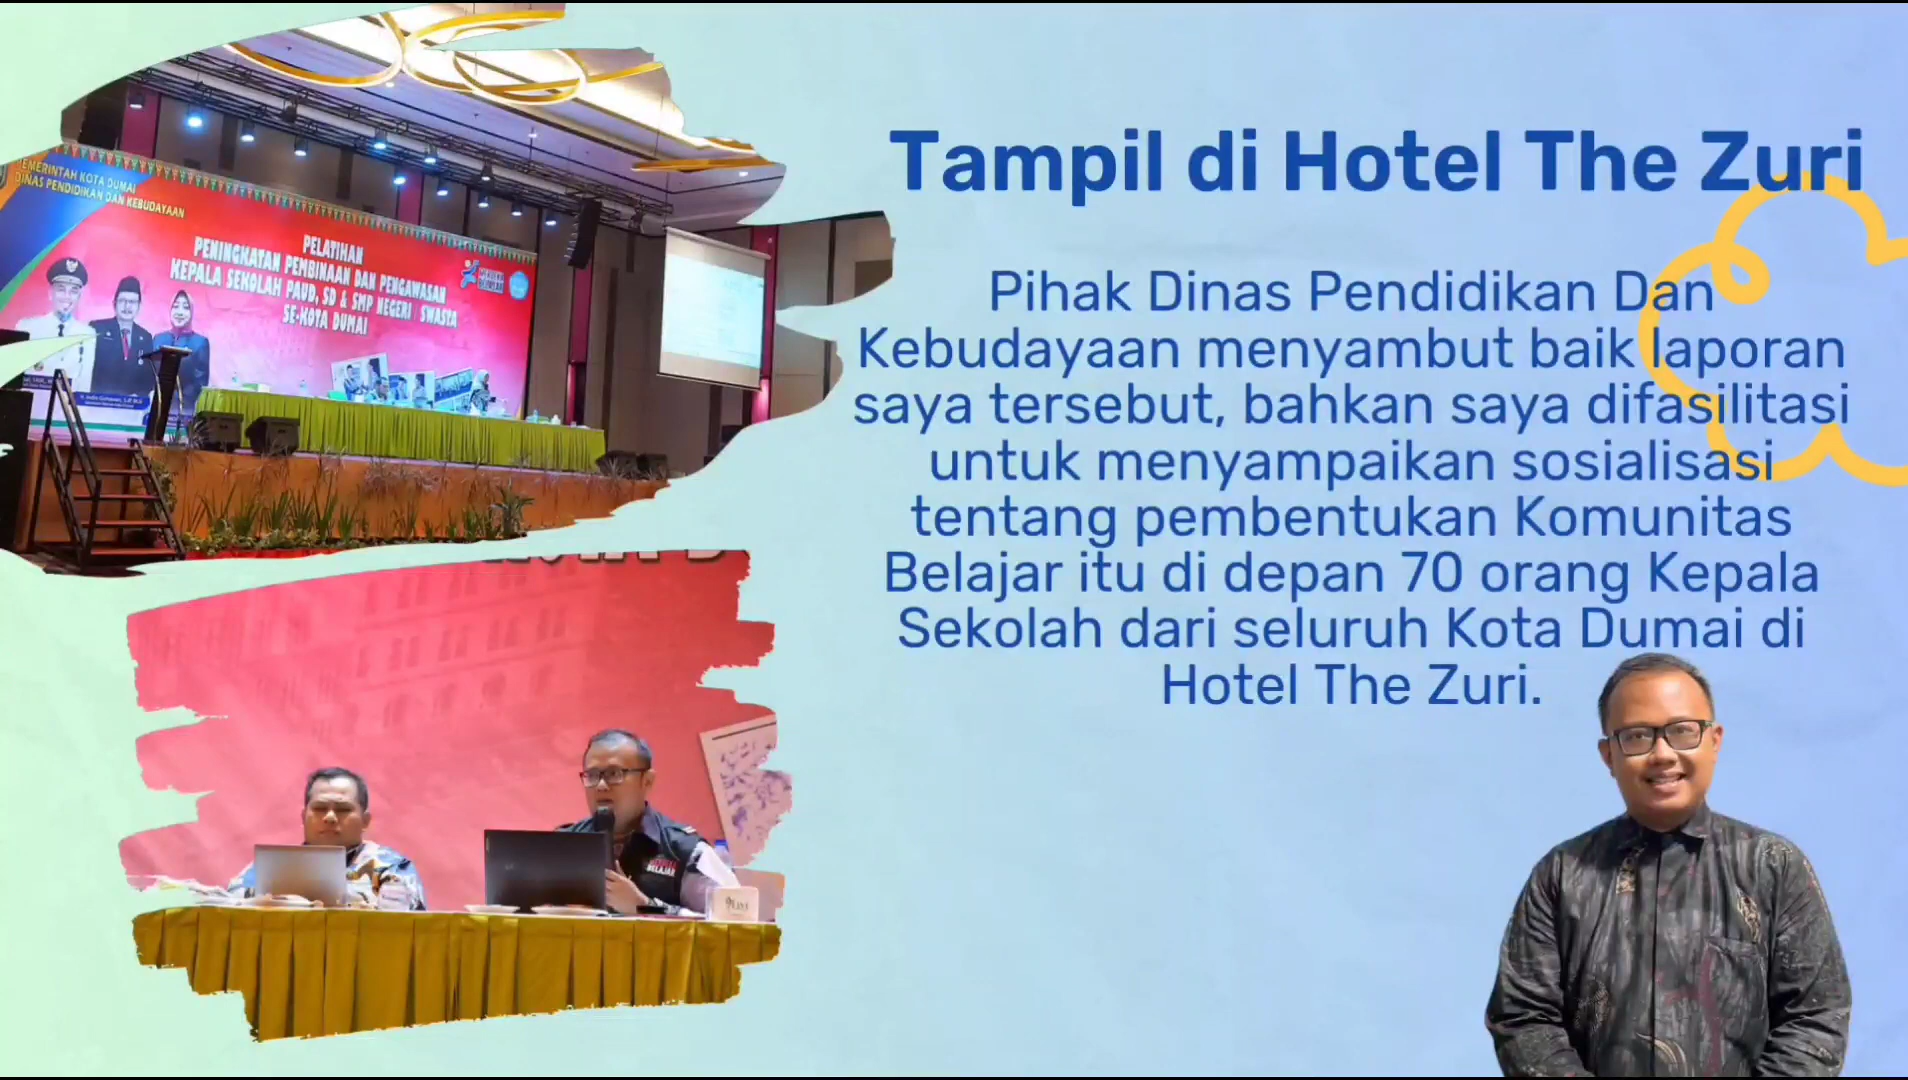 Tampil di Hotel The Zuri
Pihak Dinas Pendidikan Dan
Kebudayaan menyambut baik laporan
saya tersebut, bahkan saya difasilitasi
untuk menyampaikan sosialisasi
tentang pembentukan Komunitas
Belajar itu di depan 70 orang Kepala
Sekolah dari seluruh Kota Dumai di
Hotel The Zuri.
PEMERINTAH KOTA DUMAI
DINAS PENDIDIKAN DAN KEBUDAYAAN
PELATIHAN
PENINGKATAN PEMBINAAN DAN PENGAWASAN
KEPALA SEKOLAH PAUD, SD & SMP NEGERI SWASTA
SE-KOTA DUMAI
MERDEKA
BELAJAR
BELAJAR